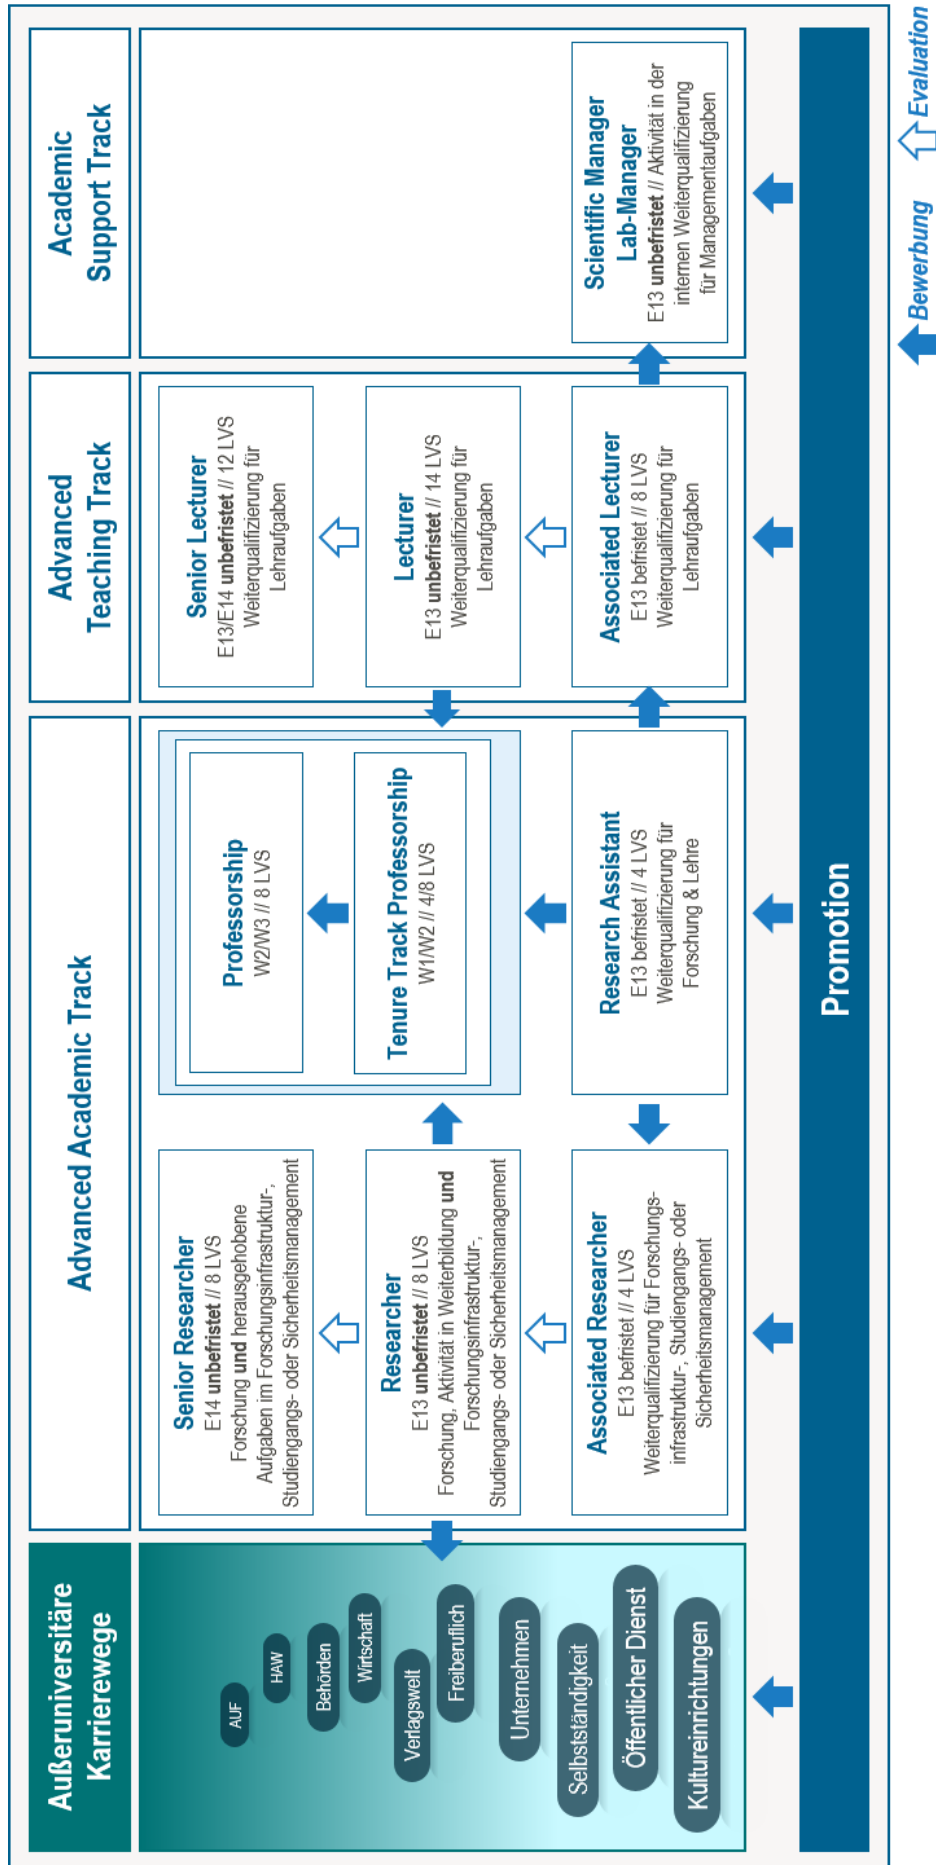 Außeruniversitäre
Karrierewege
AUF
HAW
Behörden
Wirtschaft
Verlagswelt
Freiberuflich
Unternehmen
Selbstständigkeit
Öffentlicher Dienst
Kultureinrichtungen
Advanced Academic Track
Senior Researcher
E14 unbefristet // 8 LVS
Forschung und herausgehobene
Aufgaben im Forschungsinfrastruktur-,
Studiengangs- oder Sicherheitsmanagement
Researcher
E13 unbefristet // 8 LVS
Forschung, Aktivität in Weiterbildung und
Forschungsinfrastruktur-,
Studiengangs- oder Sicherheitsmanagement
Associated Researcher
E13 befristet // 4 LVS
Weiterqualifizierung für Forschungs-
infrastruktur-, Studiengangs- oder
Sicherheitsmanagement
Professorship
W2/W3 // 8 LVS
Tenure Track Professorship
W1/W2 // 4/8 LVS
Research Assistant
E13 befristet // 4 LVS
Weiterqualifizierung für
Forschung & Lehre
Advanced
Teaching Track
Senior Lecturer
E13/E14 unbefristet // 12 LVS
Weiterqualifizierung für
Lehraufgaben
Lecturer
E13 unbefristet // 14 LVS
Weiterqualifizierung für
Lehraufgaben
Associated Lecturer
E13 befristet // 8 LVS
Weiterqualifizierung für
Lehraufgaben
Academic
Support Track
Scientific Manager
Lab-Manager
E13 unbefristet // Aktivität in der
internen Weiterqualifizierung
für Managementaufgaben
Promotion
Bewerbung
Evaluation